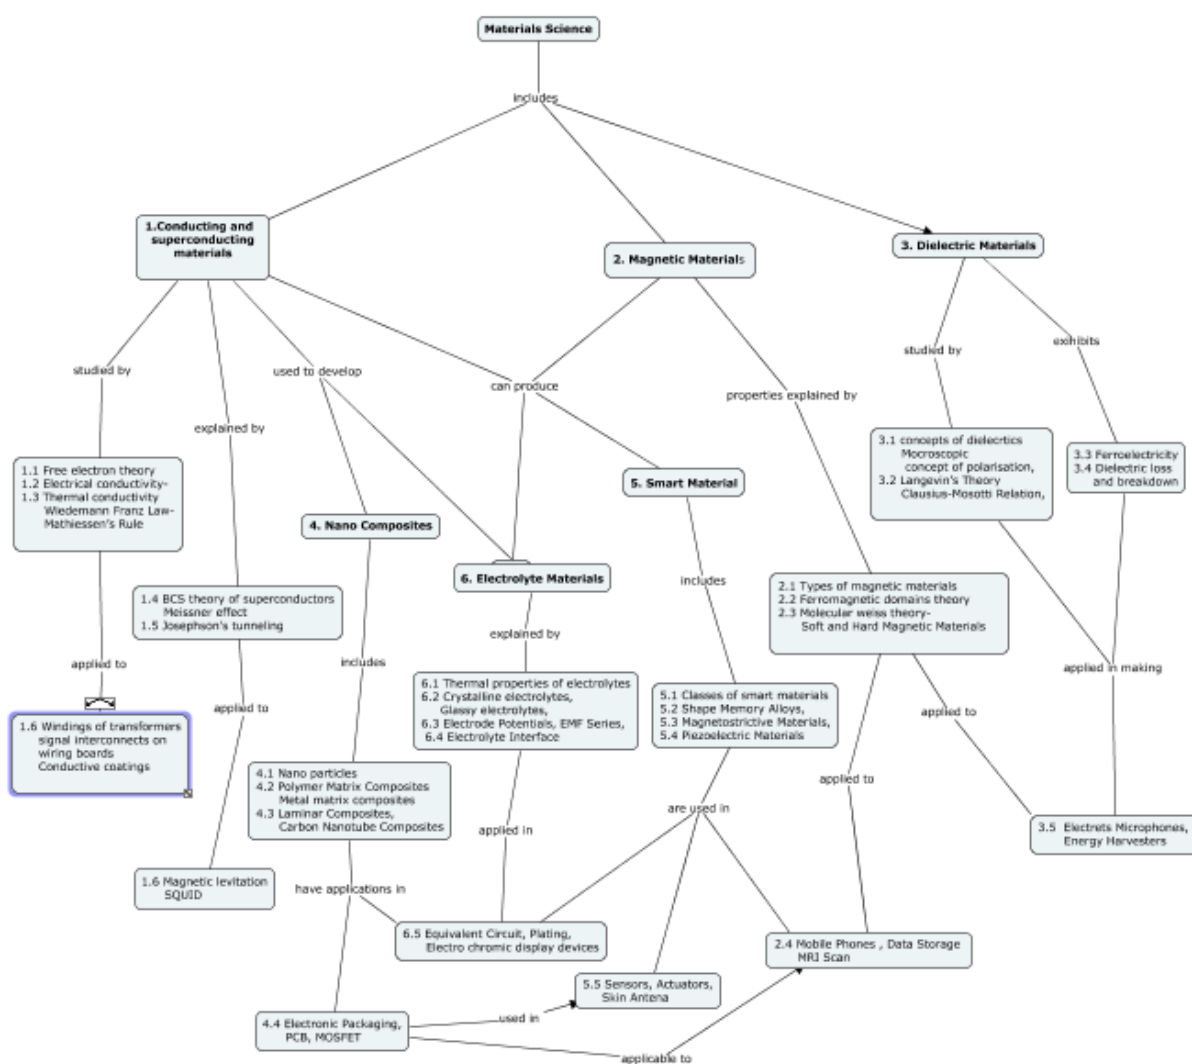 Materials Science
includes
1.Conducting and
superconducting
materials
2. Magnetic Materials
3. Dielectric Materials
studied by
used to develop
can produce
studied by
exihibits
explained by
properties explained by
1.1 Free electron theory
1.2 Electrical conductivity-
1.3 Thermal conductivity
Wiedemann Franz Law-
Mathiessen's Rule
3.1 concepts of dielecrtics
Mocroscopic
concept of polarisation,
3.2 Langevin's Theory
Clausius-Mosotti Relation,
3.3 Ferroelectricity
3.4 Dielectric loss
and breakdown
5. Smart Material
4. Nano Composites
6. Electrolyte Materials
includes
1.4 BCS theory of superconductors
Meissner effect
1.5 Josephson's tunneling
2.1 Types of magnetic materials
2.2 Ferromagnetic domains theory
2.3 Molecular weiss theory-
Soft and Hard Magnetic Materials
explained by
includes
applied to
applied in making
6.1 Thermal properties of electrolytes
6.2 Crystalline electrolytes,
Glassy electrolytes,
6.3 Electrode Potentials, EMF Series,
6.4 Electrolyte Interface
5.1 Classes of smart materials
5.2 Shape Memory Alloys,
5.3 Magnetostrictive Materials,
5.4 Piezoelectric Materials
applied to
applied to
1.6 Windings of transformers
signal interconnects on
wiring boards
Conductive coatings
4.1 Nano particles
4.2 Polymer Matrix Composites
Metal matrix composites
4.3 Laminar Composites,
Carbon Nanotube Composites
applied to
are used in
applied in
3.5 Electrets Microphones,
Energy Harvesters
1.6 Magnetic levitation
SQUID
have applications in
6.5 Equivalent Circuit, Plating,
Electro chromic display devices
2.4 Mobile Phones , Data Storage
MRI Scan
5.5 Sensors, Actuators,
Skin Antena
4.4 Electronic Packaging,
PCB, MOSFET
used in
applicable to